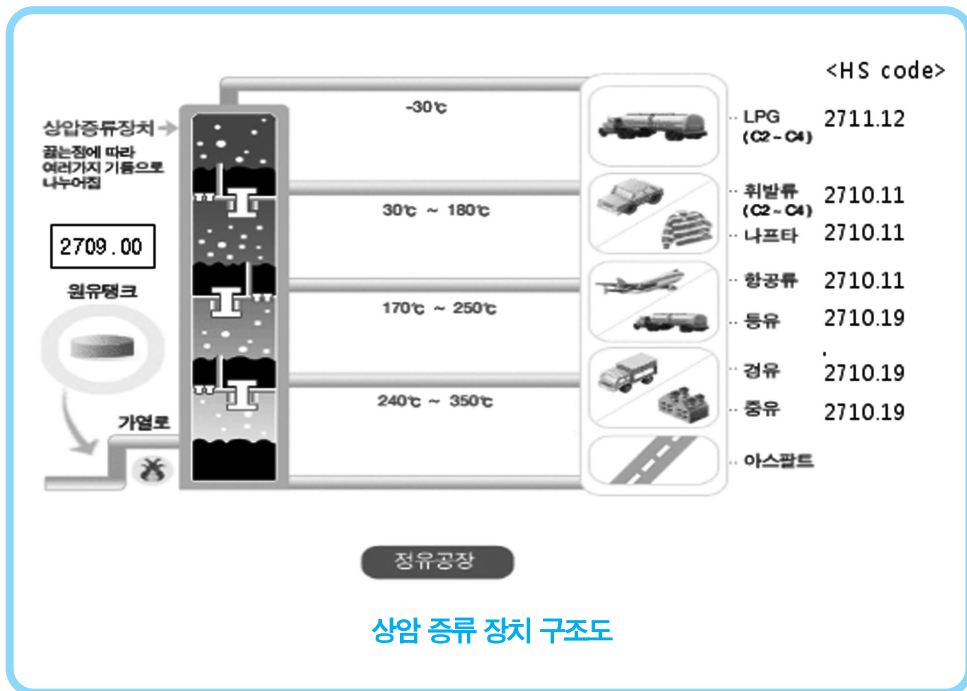 <HS code>
-30℃
상압증류장치
끓는점에 따라
여러가지 기름으로
나누어짐
LPG 2711.12
(C2~C4)
30℃ ~ 180℃
휘발류 2710.11
(C2~C4)
나프타 2710.11
2709.00
원유탱크
170℃ ~ 250℃
항공류 2710.11
등유 2710.19
240℃ ~ 350℃
경유 2710.19
중유 2710.19
가열로
아스팔트
정유공장
상암 증류 장치 구조도